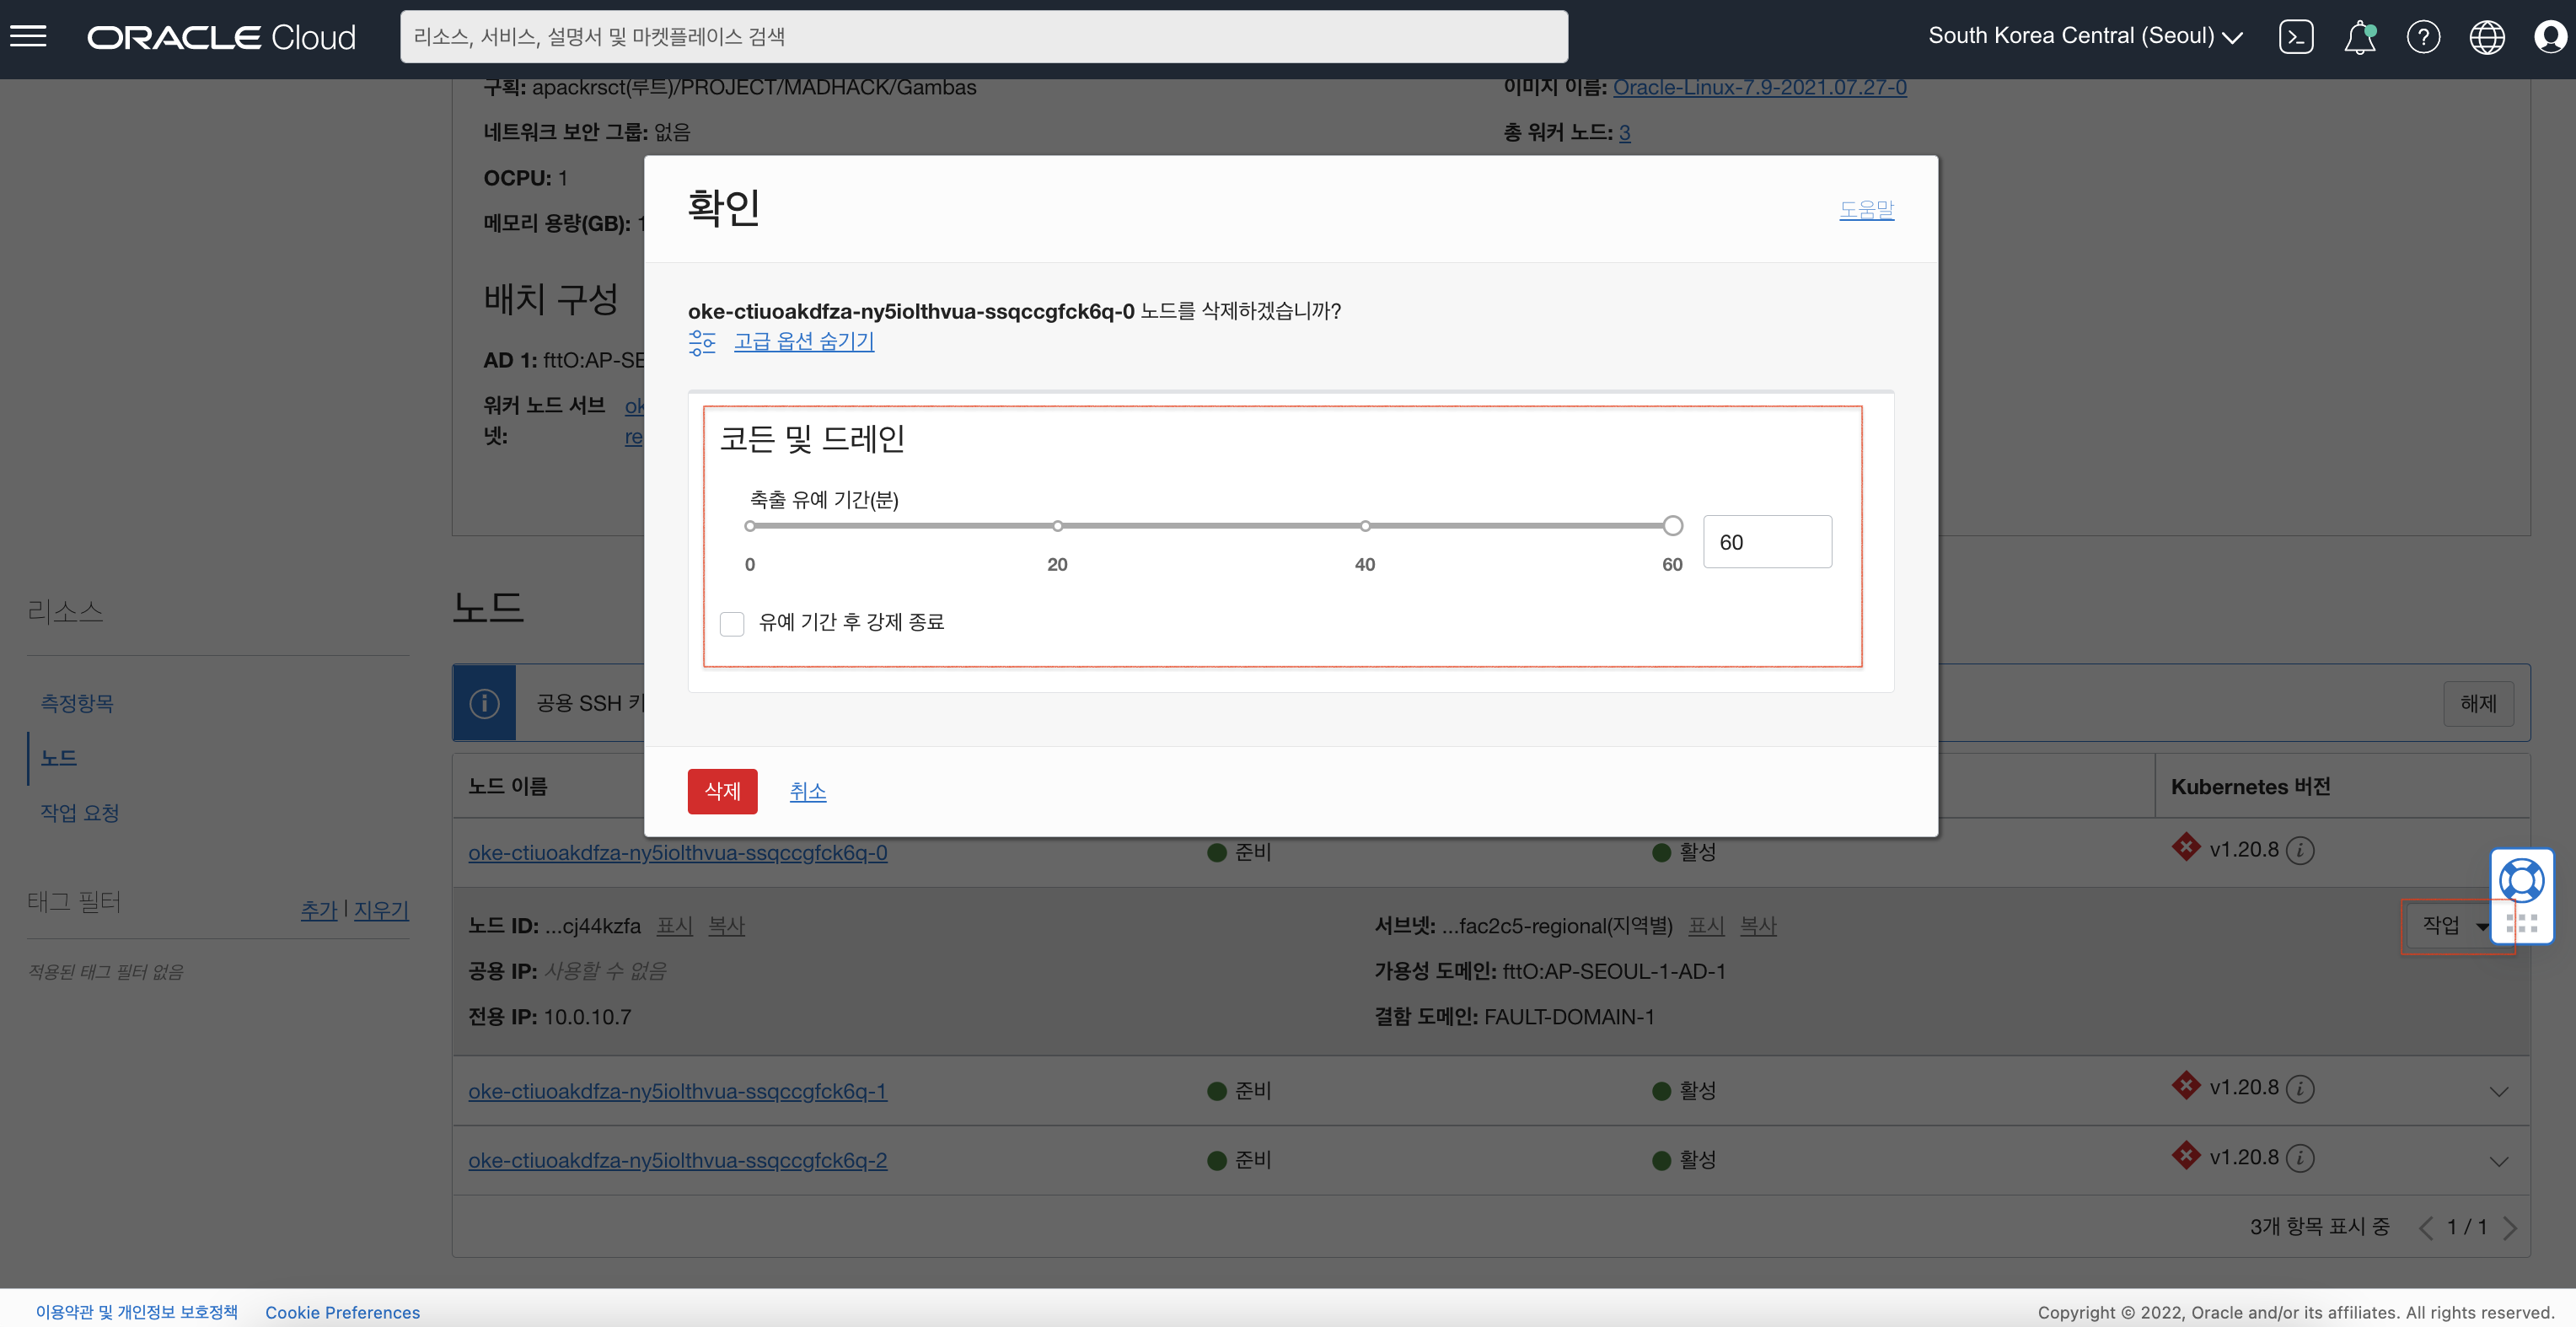 ORACLE Cloud
리소스, 서비스, 설명서 및 마켓플레이스 검색
South Korea Central (Seoul)
구획: apackrsct(루트)/PROJECT/MADHACK/Gambas
이미지 이름: Oracle-Linux-7.9-2021.07.27-0
네트워크 보안 그룹: 없음
총 워커 노드: 3
OCPU: 1
메모리 용량(GB): 1
배치 구성
AD 1: fttO:AP-SE
워커 노드 서브넷:
ok
re
확인
도움말
oke-ctiuoakdfza-ny5iolthvua-ssqccgfck6q-0 노드를 삭제하겠습니까?
고급 옵션 숨기기
코든 및 드레인
축출 유예 기간(분)
0 20 40 60
60
유예 기간 후 강제 종료
삭제 취소
리소스
측정항목
노드
작업 요청
태그 필터
추가 | 지우기
적용된 태그 필터 없음
노드
공용 SSH 키
해제
노드 이름
Kubernetes 버전
oke-ctiuoakdfza-ny5iolthvua-ssqccgfck6q-0 준비 활성 v1.20.8
노드 ID: ...cj44kzfa 표시 복사
서브넷: ...fac2c5-regional(지역별) 표시 복사
작업
공용 IP: 사용할 수 없음
가용성 도메인: fttO:AP-SEOUL-1-AD-1
전용 IP: 10.0.10.7
결함 도메인: FAULT-DOMAIN-1
oke-ctiuoakdfza-ny5iolthvua-ssqccgfck6q-1 준비 활성 v1.20.8
oke-ctiuoakdfza-ny5iolthvua-ssqccgfck6q-2 준비 활성 v1.20.8
3개 항목 표시 중 1 / 1
이용약관 및 개인정보 보호정책 Cookie Preferences
Copyright © 2022, Oracle and/or its affiliates. All rights reserved.